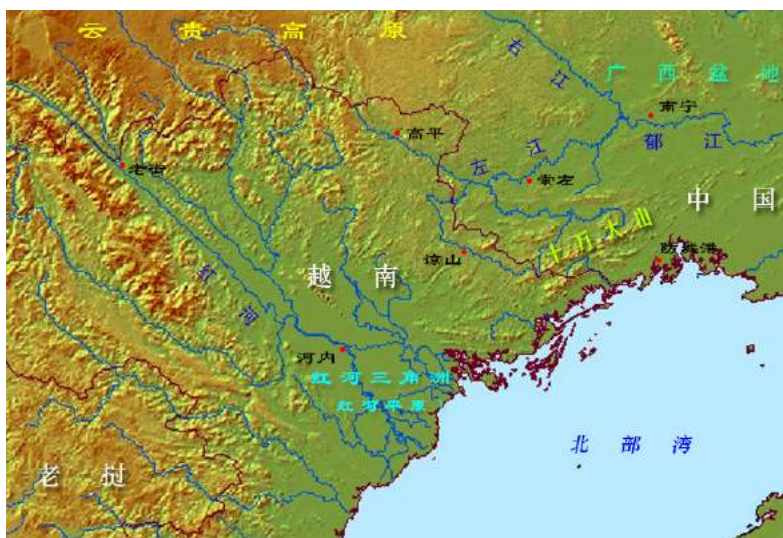 云贵高原
右江
广西盆地
南宁
高平
左江
郁江
老街
崇左
中国
十万大山
防城港
谅山
越南
红河
河内
红河三角洲
红河平原
北部湾
老挝